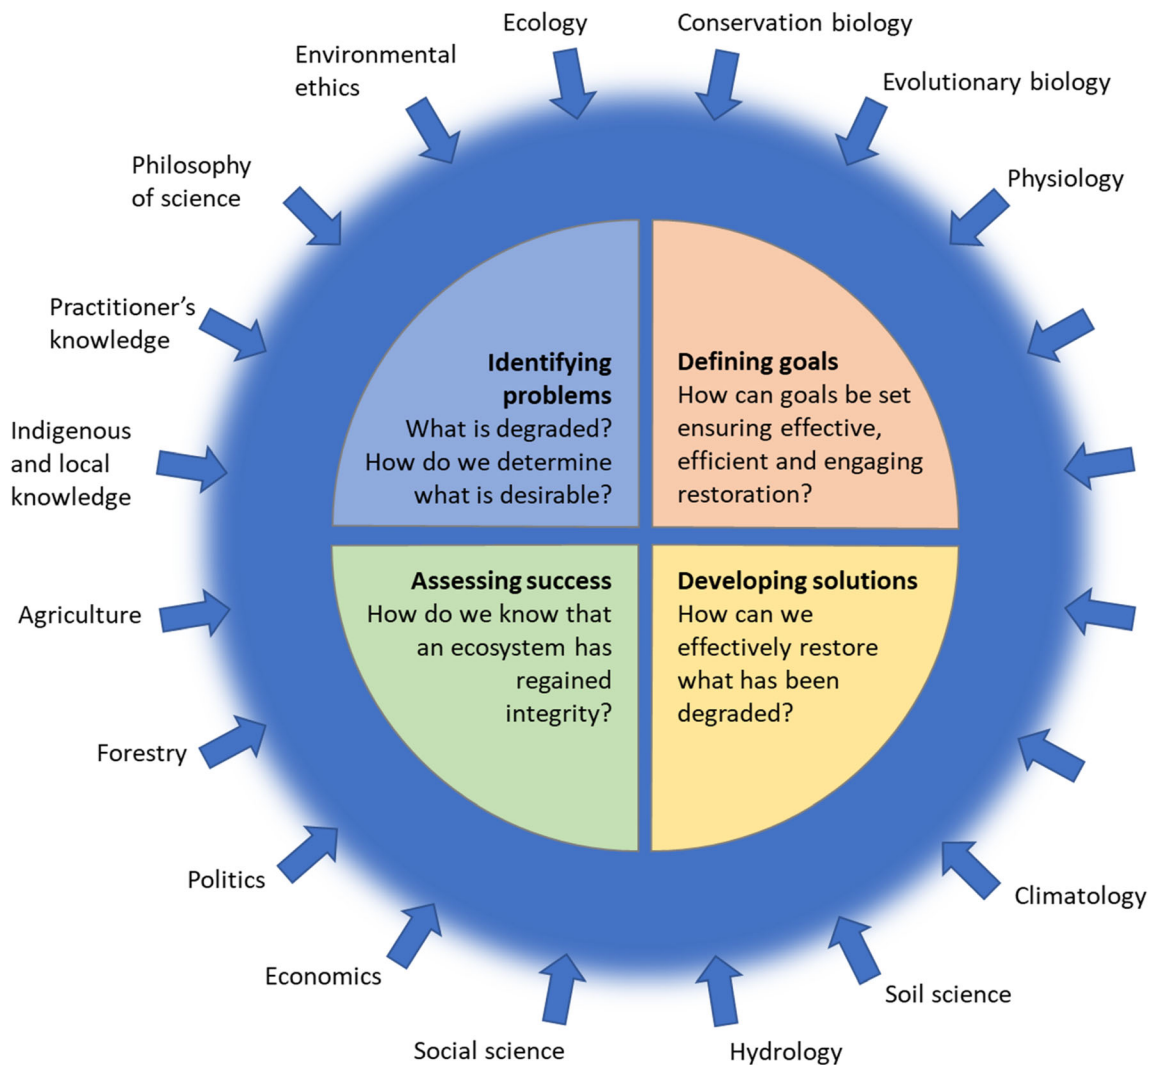 Ecology
Conservation biology
Environmental
ethics
Evolutionary biology
Philosophy
of science
Physiology
Practitioner’s
knowledge
Indigenous
and local
knowledge
Identifying
problems
What is degraded?
How do we determine
what is desirable?
Defining goals
How can goals be set
ensuring effective,
efficient and engaging
restoration?
Assessing success
How do we know that
an ecosystem has
regained
integrity?
Developing solutions
How can we
effectively restore
what has been
degraded?
Agriculture
Forestry
Politics
Climatology
Economics
Soil science
Social science
Hydrology